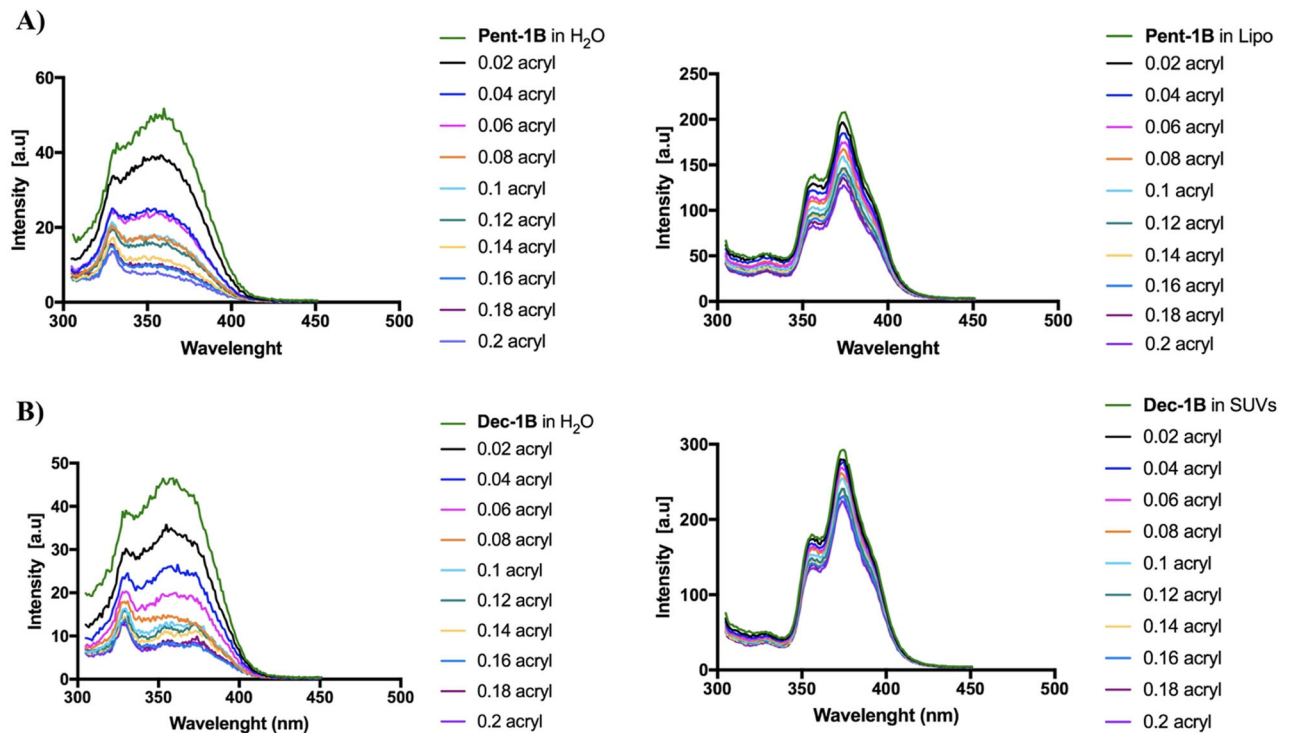 A)
Pent-1B in H2O
0.02 acryl
0.04 acryl
0.06 acryl
0.08 acryl
0.1 acryl
0.12 acryl
0.14 acryl
0.16 acryl
0.18 acryl
0.2 acryl
Intensity [a.u]
60
40
20
0
300
350
400
450
500
Wavelenght
Pent-1B in Lipo
0.02 acryl
0.04 acryl
0.06 acryl
0.08 acryl
0.1 acryl
0.12 acryl
0.14 acryl
0.16 acryl
0.18 acryl
0.2 acryl
Intensity [a.u]
250
200
150
100
50
0
300
350
400
450
500
Wavelenght
B)
Dec-1B in H2O
0.02 acryl
0.04 acryl
0.06 acryl
0.08 acryl
0.1 acryl
0.12 acryl
0.14 acryl
0.16 acryl
0.18 acryl
0.2 acryl
Intensity [a.u]
50
40
30
20
10
0
300
350
400
450
500
Wavelenght (nm)
Dec-1B in SUVs
0.02 acryl
0.04 acryl
0.06 acryl
0.08 acryl
0.1 acryl
0.12 acryl
0.14 acryl
0.16 acryl
0.18 acryl
0.2 acryl
Intensity [a.u]
300
200
100
0
300
350
400
450
500
Wavelenght (nm)